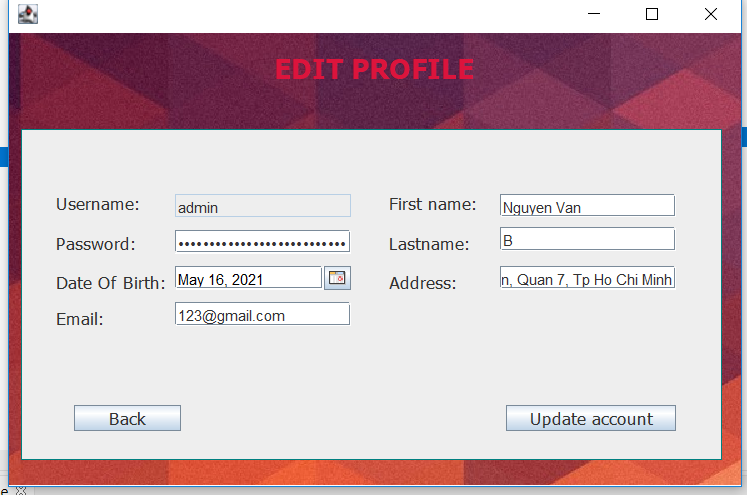 EDIT PROFILE
Username: admin
First name: Nguyen Van
Password: ••••••••••••••••••••••••••••
Lastname: B
Date Of Birth: May 16, 2021
Address: n, Quan 7, Tp Ho Chi Minh
Email: 123@gmail.com
Back
Update account
e